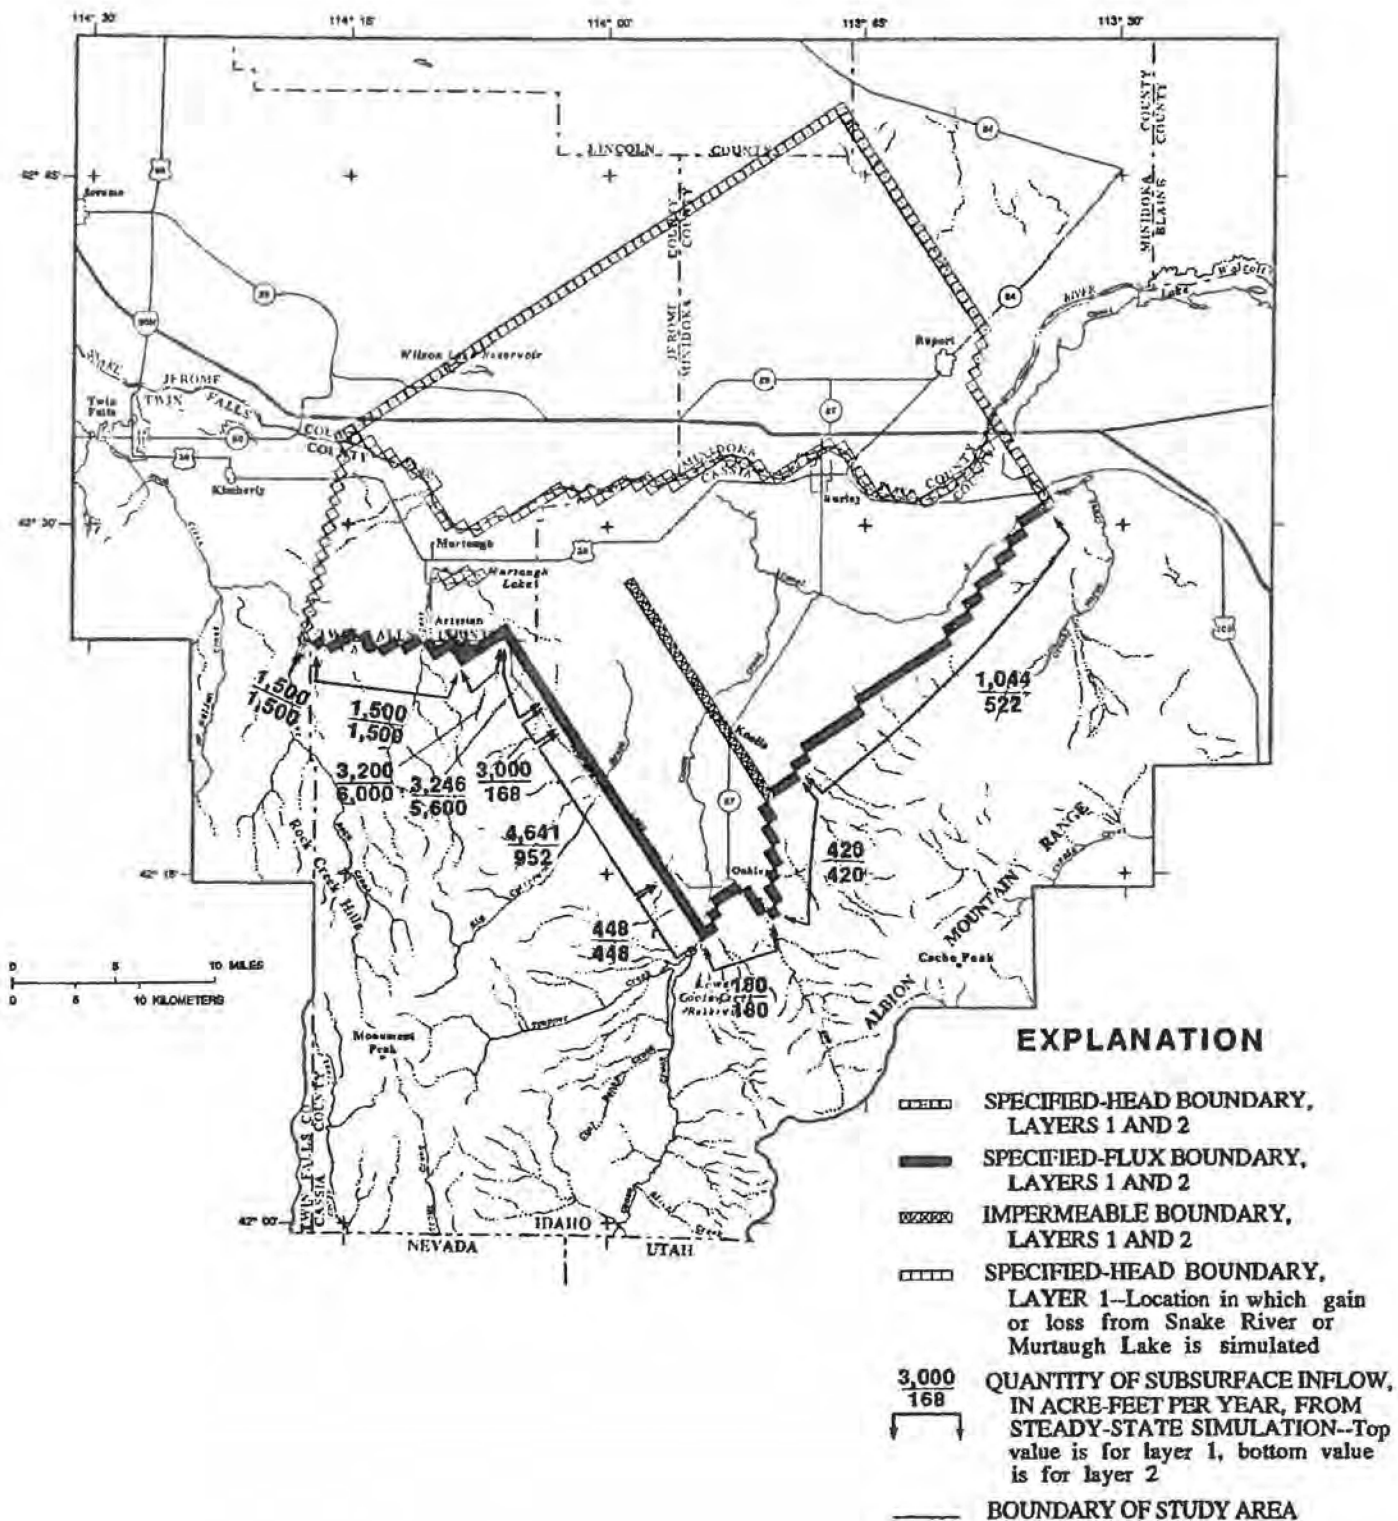 114° 30'
114° 15'
114° 00'
113° 30'
84
MINIDOKA COUNTY
BLAINE COUNTY
LINCOLN COUNTY
JEROME COUNTY
MINIDOKA COUNTY
RIVER
Walcott
Lake
84
Rupert
Wilson Lake Reservoir
JEROME
TWIN FALLS
COUNTY
Twin
Falls
Kimberly
MINIDOKA
CASSIA
COUNTY
COUNTY
Burley
42° 30'
Murtaugh
Murtaugh
Lake
Artesian
TWIN FALLS COUNTY
1,500
1,500
1,500
1,500
3,200
6,000
3,246
5,600
3,000
168
4,641
952
448
448
180
180
420
420
1,044
522
Oakley
42° 15'
Rock Creek Hills
ALBION MOUNTAIN RANGE
Cache Peak
0 5 10 MILES
0 5 10 KILOMETERS
Monument
Peak
TWIN FALLS CO
CASSIA COUNTY
42° 00'
IDAHO
NEVADA
UTAH
EXPLANATION
SPECIFIED-HEAD BOUNDARY,
LAYERS 1 AND 2
SPECIFIED-FLUX BOUNDARY,
LAYERS 1 AND 2
IMPERMEABLE BOUNDARY,
LAYERS 1 AND 2
SPECIFIED-HEAD BOUNDARY,
LAYER 1--Location in which gain
or loss from Snake River or
Murtaugh Lake is simulated
3,000
168
QUANTITY OF SUBSURFACE INFLOW,
IN ACRE-FEET PER YEAR, FROM
STEADY-STATE SIMULATION--Top
value is for layer 1, bottom value
is for layer 2
BOUNDARY OF STUDY AREA